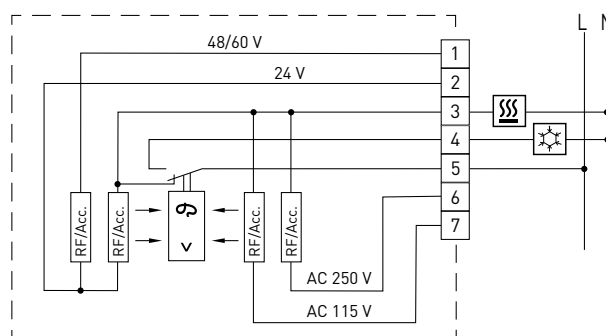 L N
48/60 V
1
24 V
2
3
4
5
6
7
RF/Acc.
RF/Acc.
ϑ
<
RF/Acc.
RF/Acc.
AC 250 V
AC 115 V